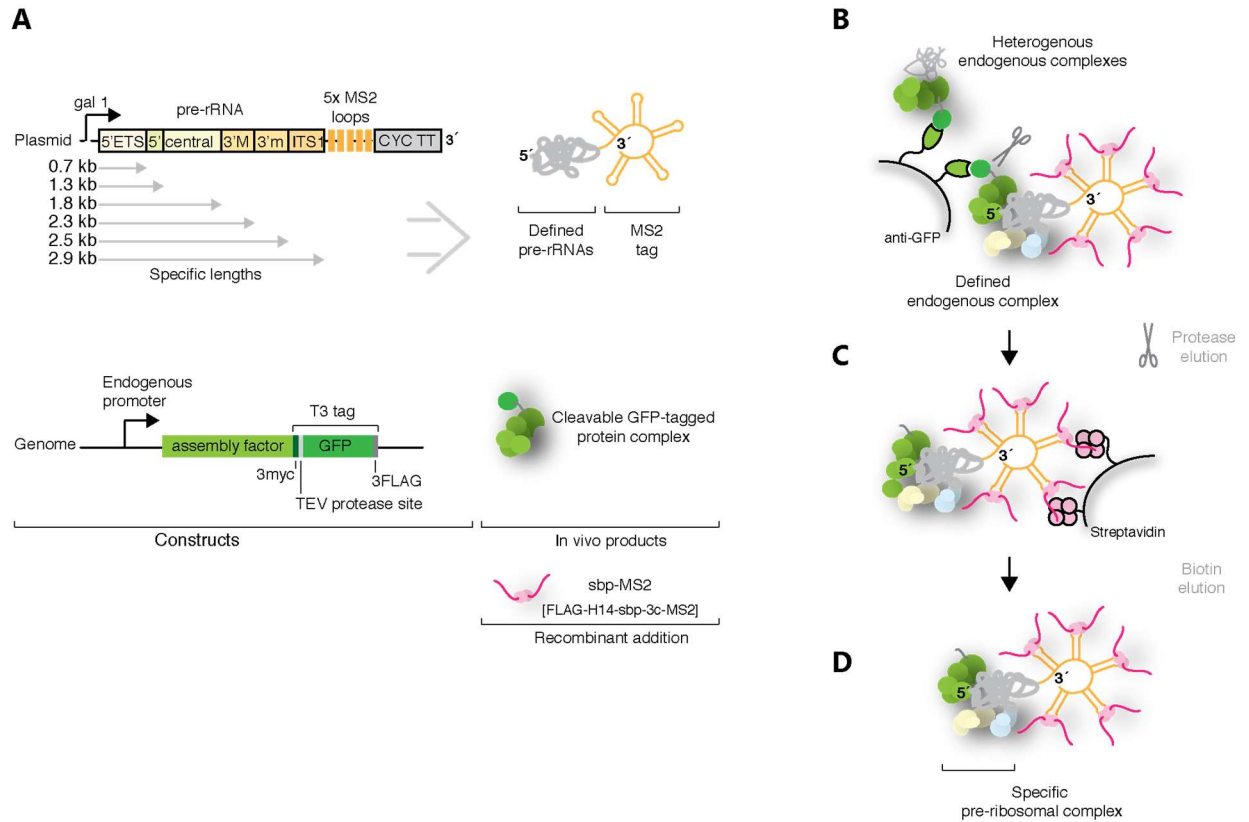 A
gal 1
pre-rRNA
5x MS2
loops
Plasmid
5'ETS 5' central 3'M 3'm ITS1 CYC TT 3´
0.7 kb
1.3 kb
1.8 kb
2.3 kb
2.5 kb
2.9 kb
Specific lengths
5´
3´
Defined
pre-rRNAs
MS2
tag
Endogenous
promoter
T3 tag
Genome
assembly factor GFP
3myc
3FLAG
TEV protease site
Constructs
Cleavable GFP-tagged
protein complex
In vivo products
sbp-MS2
[FLAG-H14-sbp-3c-MS2]
Recombinant addition
B
Heterogenous
endogenous complexes
anti-GFP
5´
3´
Defined
endogenous complex
Protease
elution
C
5´
3´
Streptavidin
Biotin
elution
D
5´
3´
Specific
pre-ribosomal complex